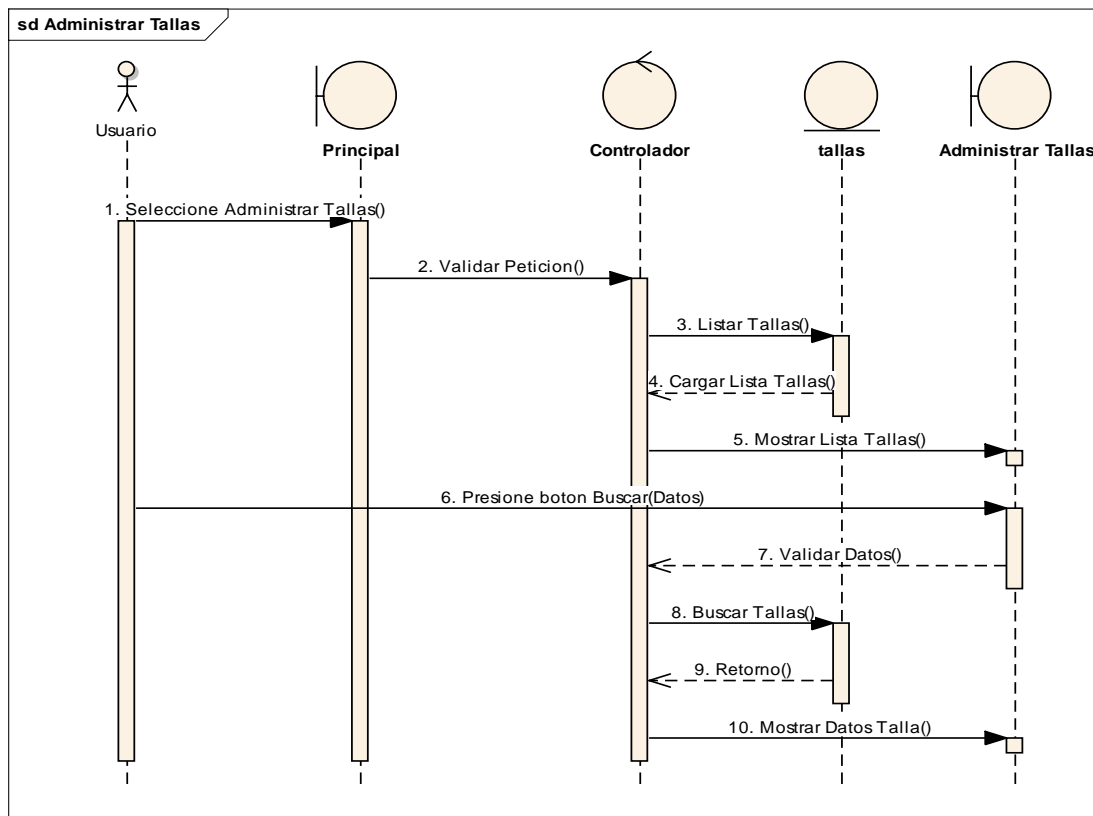 sd Administrar Tallas
Usuario
Principal
Controlador
tallas
Administrar Tallas
1. Seleccione Administrar Tallas()
2. Validar Peticion()
3. Listar Tallas()
4. Cargar Lista Tallas()
5. Mostrar Lista Tallas()
6. Presione boton Buscar(Datos)
7. Validar Datos()
8. Buscar Tallas()
9. Retorno()
10. Mostrar Datos Talla()